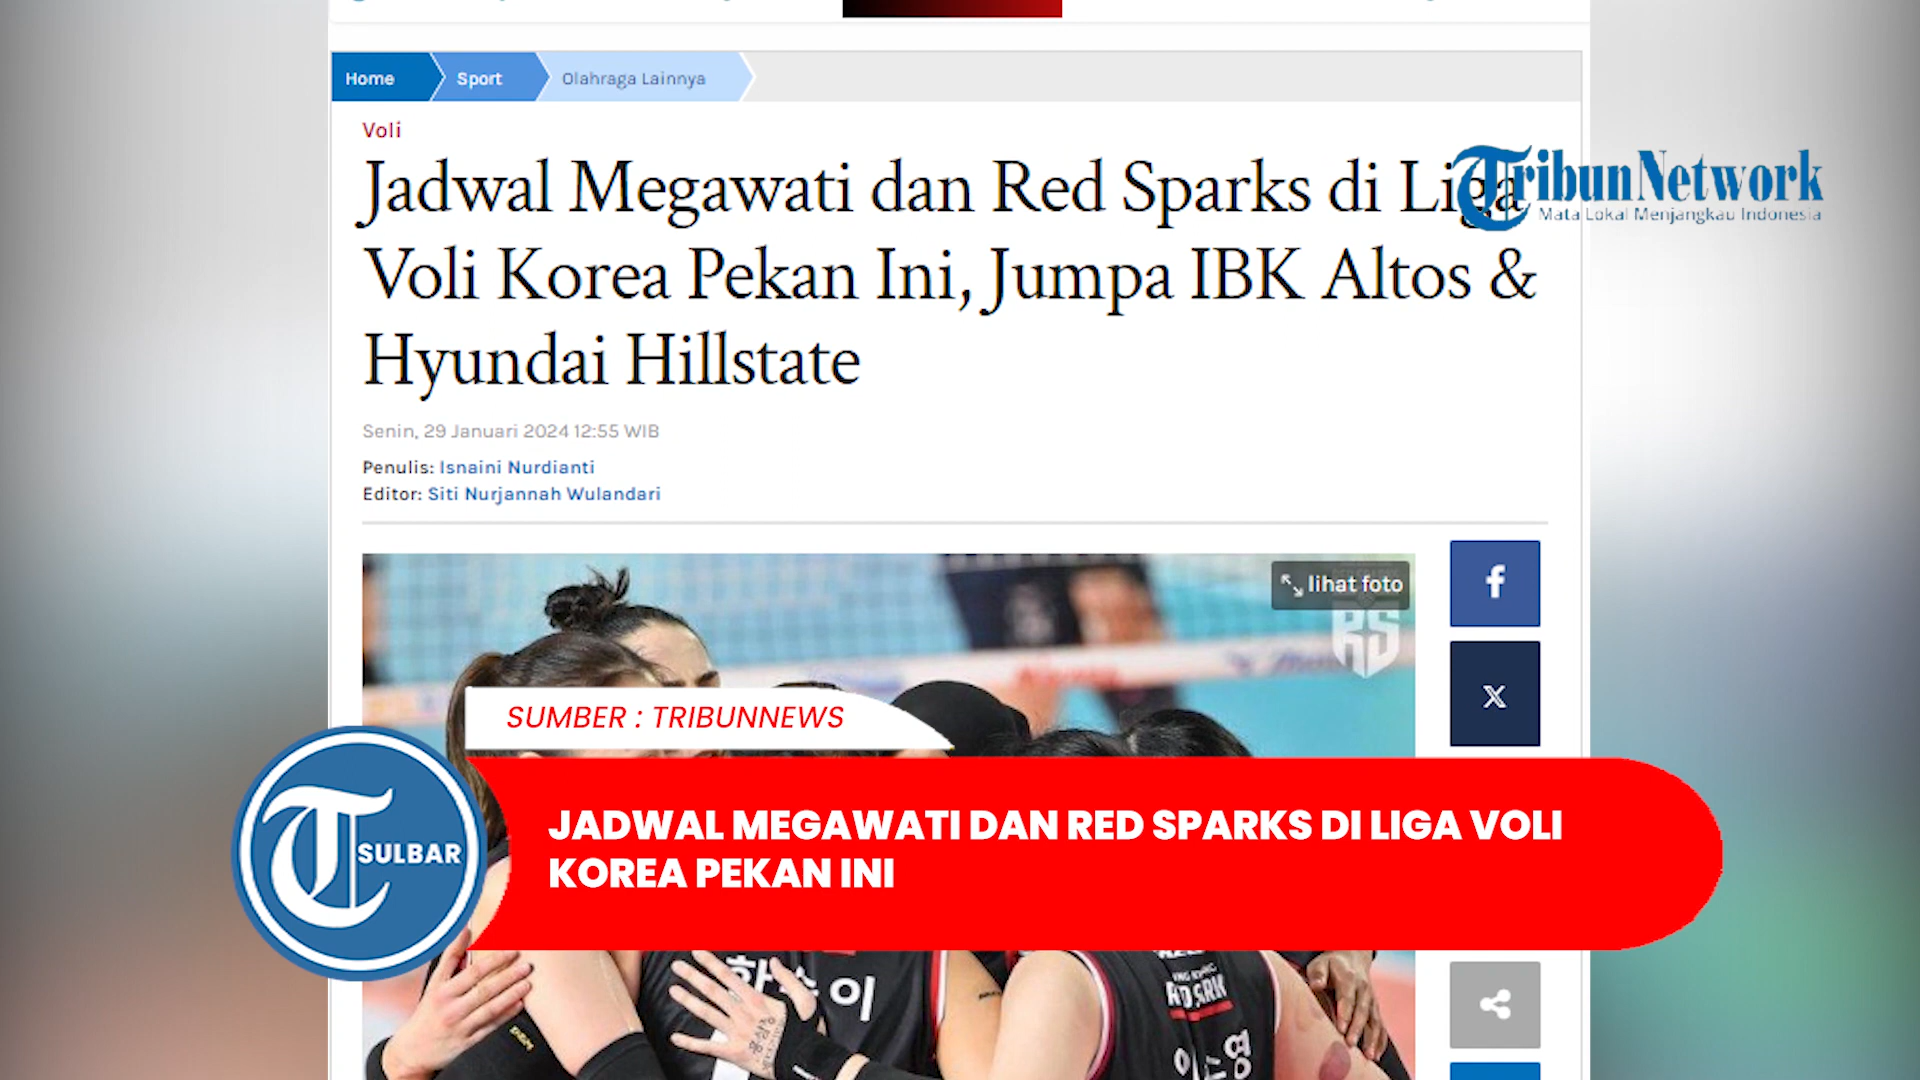 Home Sport Olahraga Lainnya
Voli
Jadwal Megawati dan Red Sparks di Liga
Voli Korea Pekan Ini, Jumpa IBK Altos &
Hyundai Hillstate
TribunNetwork
Mata Lokal Menjangkau Indonesia
Senin, 29 Januari 2024 12:55 WIB
Penulis: Isnaini Nurdianti
Editor: Siti Nurjannah Wulandari
lihat foto
RS
SUMBER : TRIBUNNEWS
T SULBAR
JADWAL MEGAWATI DAN RED SPARKS DI LIGA VOLI
KOREA PEKAN INI